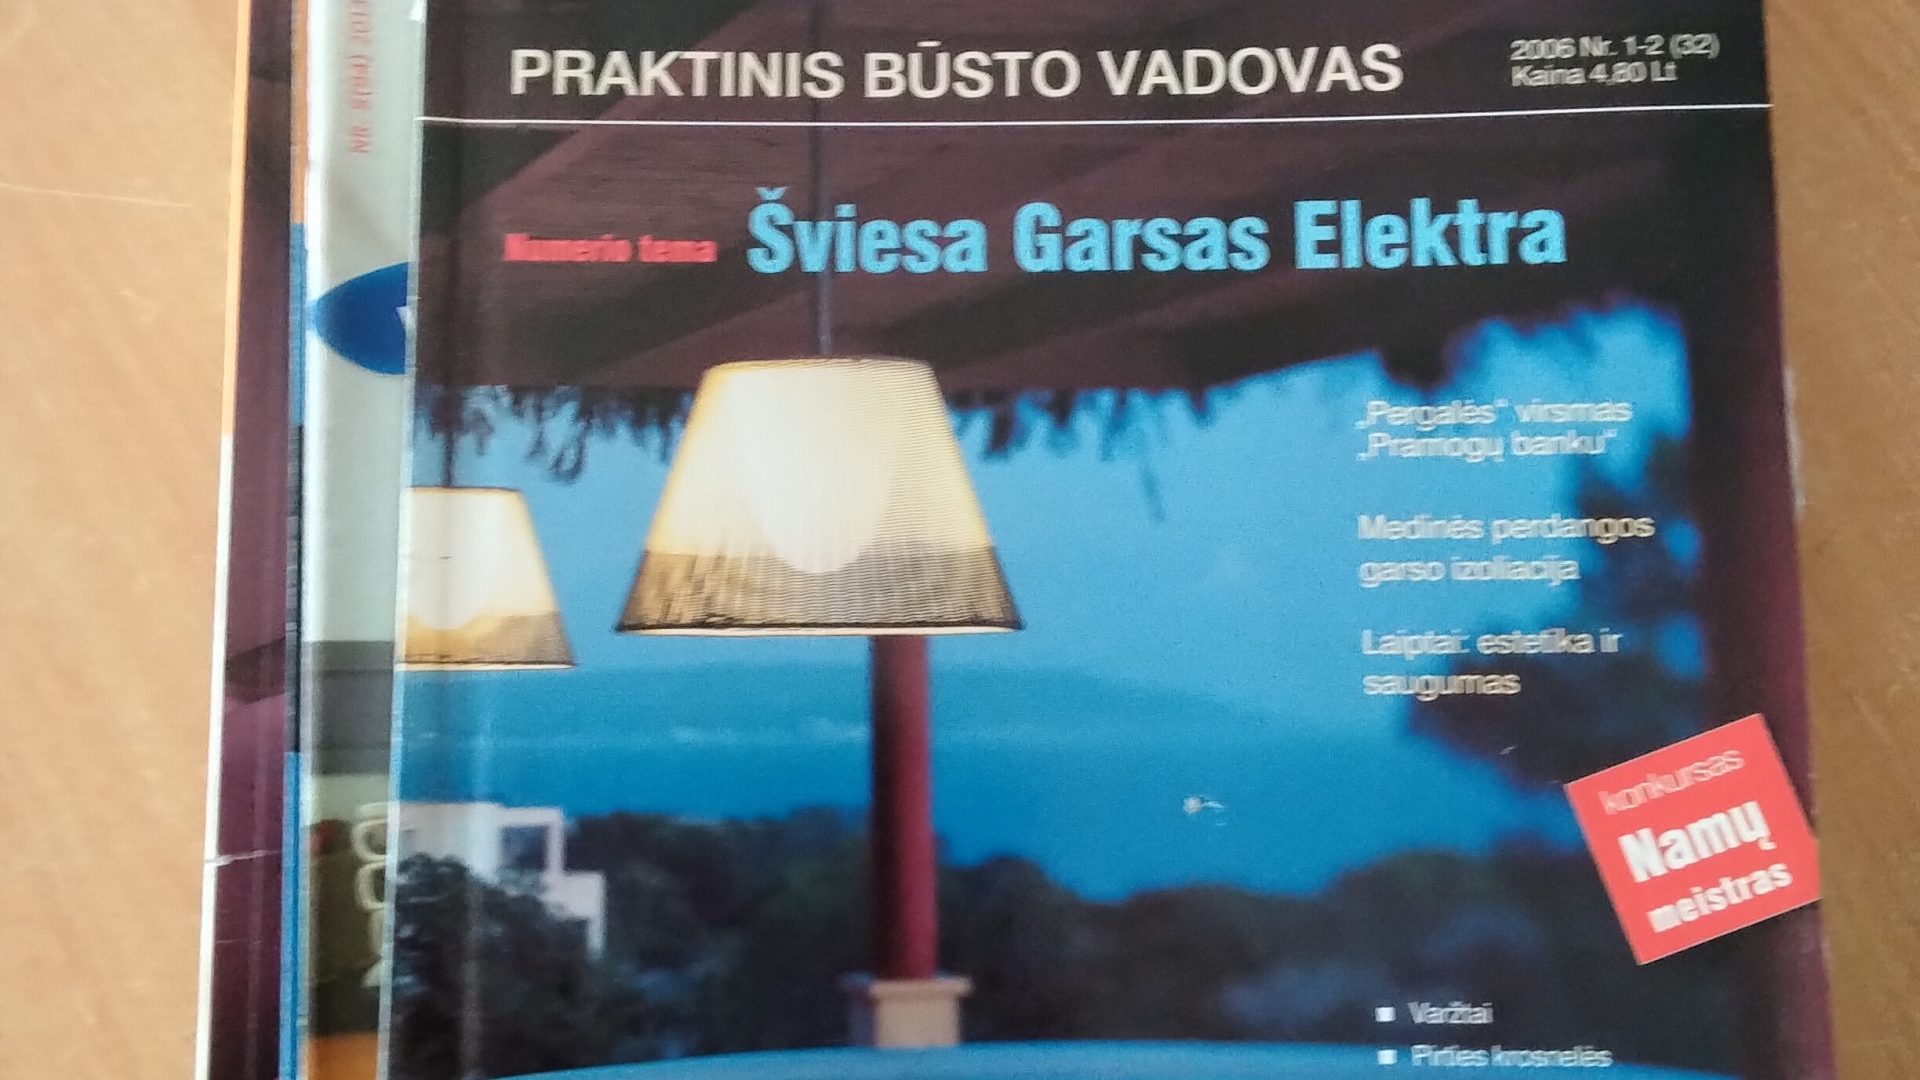 PRAKTINIS BŪSTO VADOVAS
2006 Nr. 1-2 (32)
Kaina 4,80 Lt
Numerio tema Šviesa Garsas Elektra
„Pergalės“ virsmas
„Pramogų banku“
Medinės perdangos
garso izoliacija
Laiptai: estetika ir
saugumas
konkursas
Namų
meistras
▪ Varžtai
▪ Pirties krosnelės